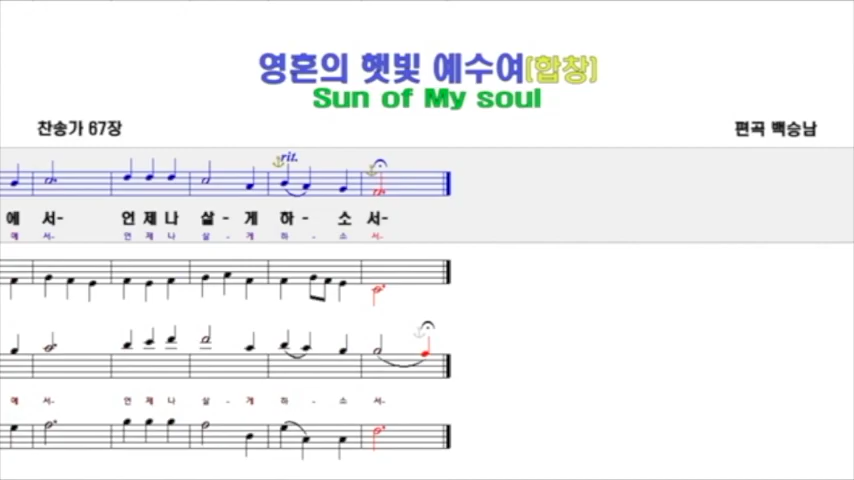 영혼의 햇빛 예수여(합창)
Sun of My soul
찬송가 67장
편곡 백승남
rit.
에 서- 언 제 나 살 - 게 하 - 소 서-
에 서- 언 제 나 살 - 게 하 - 소 서-
에 서- 언 제 나 살 - 게 하 - 소 서-